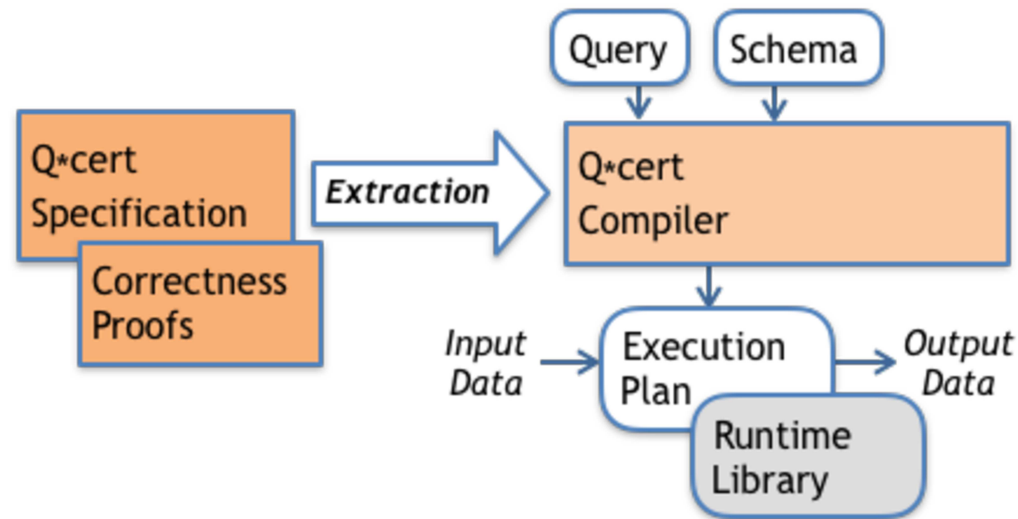 Query
Schema
Q*cert
Specification
Correctness
Proofs
Extraction
Q*cert
Compiler
Input
Data
Execution
Plan
Output
Data
Runtime
Library